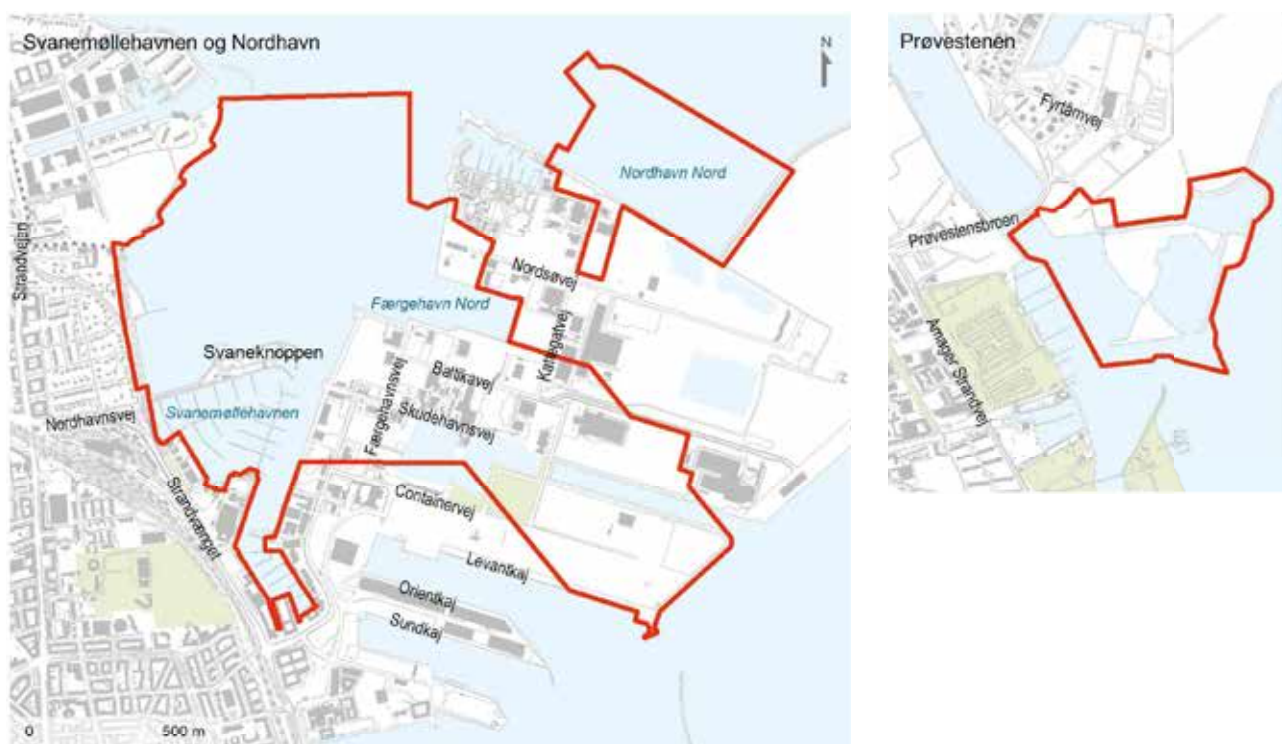 Svanemøllehavnen og Nordhavn
N
Nordhavn Nord
Strandvejen
Nordsøvej
Færgehavn Nord
Kattegatvej
Svaneknoppen
Baltikavej
Svanemøllehavnen
Færgehavnsvej
Skudehavnsvej
Nordhavnsvej
Strandvænget
Containervej
Levantkaj
Orientkaj
Sundkaj
0 500 m
Prøvestenen
Fyrtårnvej
Prøvestensbroen
Amager Strandvej